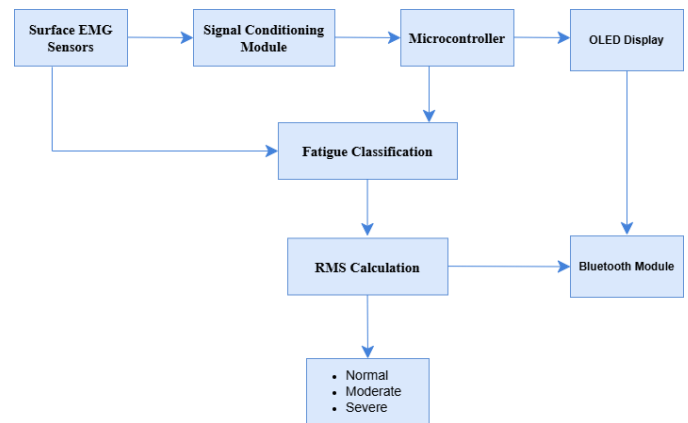 Surface EMG
Sensors
Signal Conditioning
Module
Microcontroller
OLED Display
Fatigue Classification
RMS Calculation
Bluetooth Module
• Normal
• Moderate
• Severe